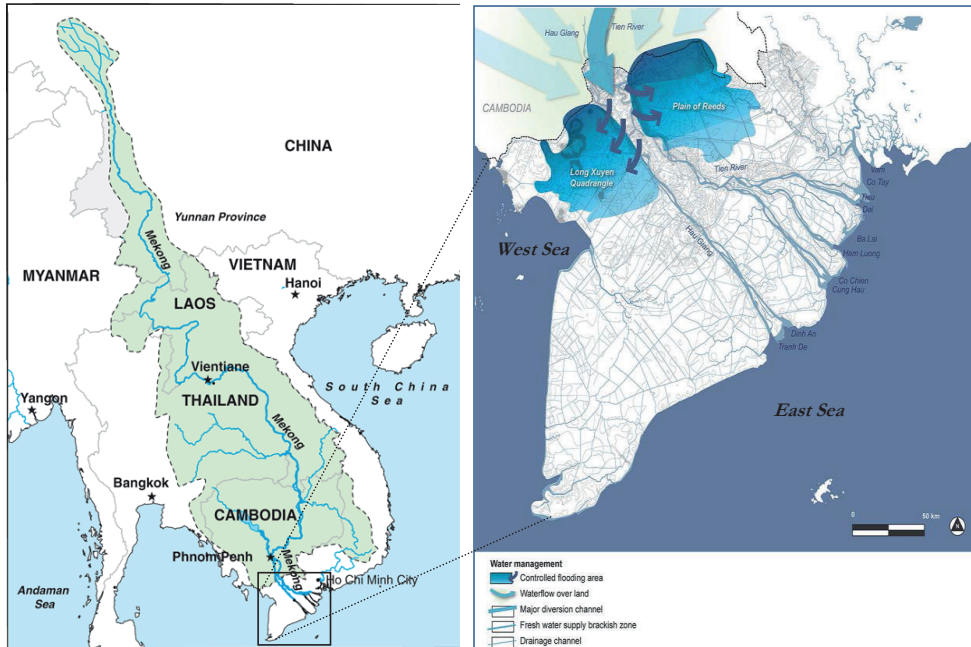 CHINA
Yunnan Province
Mekong
MYANMAR
VIETNAM
Hanoi
LAOS
Vientiane
THAILAND
South China
Sea
Yangon
Mekong
Bangkok
CAMBODIA
Phnom Penh
Mekong
Ho Chi Minh City
Andaman
Sea
Hau Giang
Tien River
CAMBODIA
Plain of Reeds
Long Xuyen
Quadrangle
Tien River
Vam
Co Tay
Tieu
Dai
Ba Lai
Ham Luong
Co Chien
Cung Hau
Hau Giang
Dinh An
Tranh De
West Sea
East Sea
0 50 km
N
Water management
Controlled flooding area
Waterflow over land
Major diversion channel
Fresh water supply brackish zone
Drainage channel